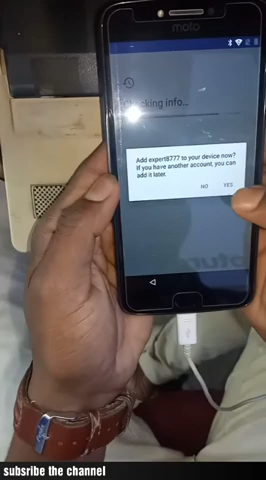 moto
Checking info...
Add expert8777 to your device now?
If you have another account, you can
add it later.
NO
YES
subsribe the channel